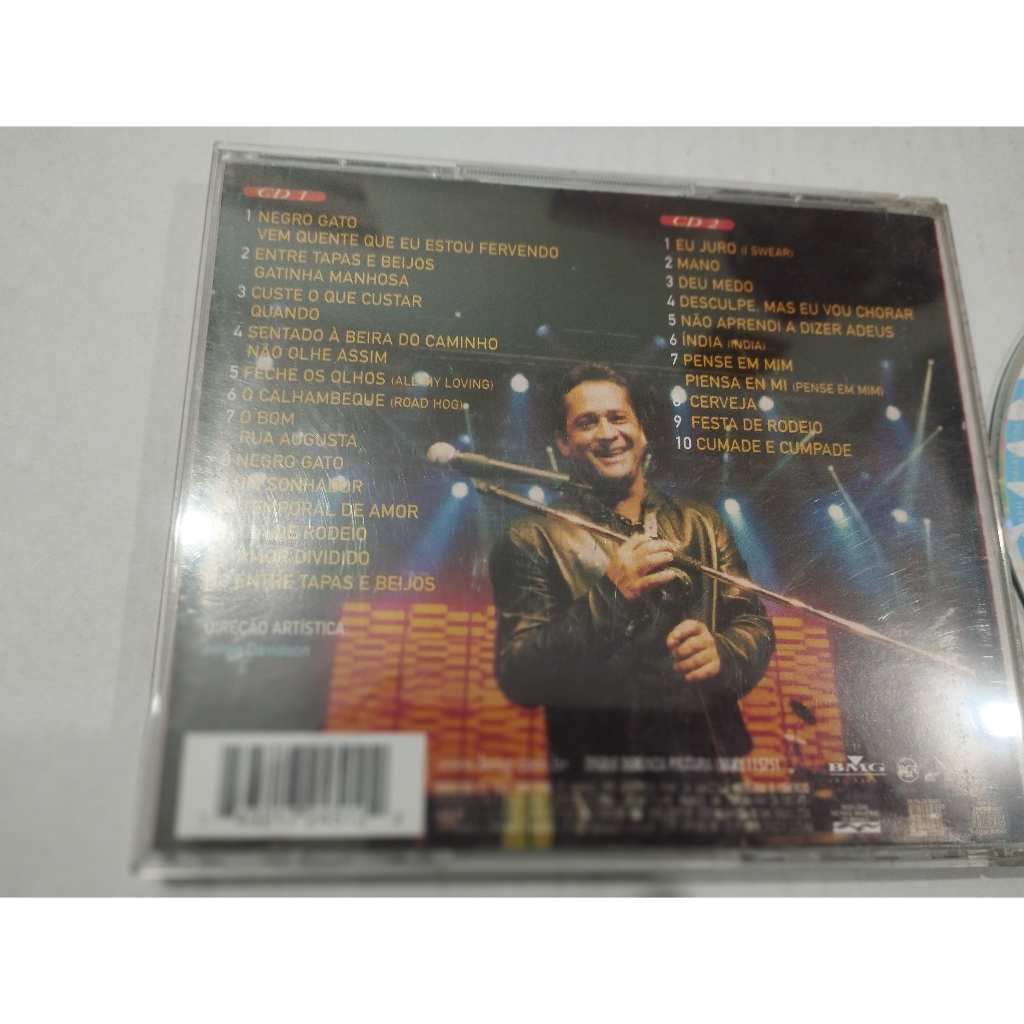 CD 1
1 NEGRO GATO
VEM QUENTE QUE EU ESTOU FERVENDO
2 ENTRE TAPAS E BEIJOS
GATINHA MANHOSA
3 CUSTE O QUE CUSTAR
QUANDO
4 SENTADO À BEIRA DO CAMINHO
NÃO OLHE ASSIM
5 FECHE OS OLHOS (ALL MY LOVING)
6 O CALHAMBEQUE (ROAD HOG)
7 O BOM
RUA AUGUSTA
NEGRO GATO
SONHADOR
TEMPORAL DE AMOR
DE RODEIO
AMOR DIVIDIDO
ENTRE TAPAS E BEIJOS
DIREÇÃO ARTÍSTICA
Davidson
CD 2
1 EU JURO (I SWEAR)
2 MANO
3 DEU MEDO
4 DESCULPE, MAS EU VOU CHORAR
5 NÃO APRENDI A DIZER ADEUS
6 ÍNDIA (INDIA)
7 PENSE EM MIM
PIENSA EN MI (PENSE EM MIM)
8 CERVEJA
9 FESTA DE RODEIO
10 CUMADE E CUMPADE
BMG